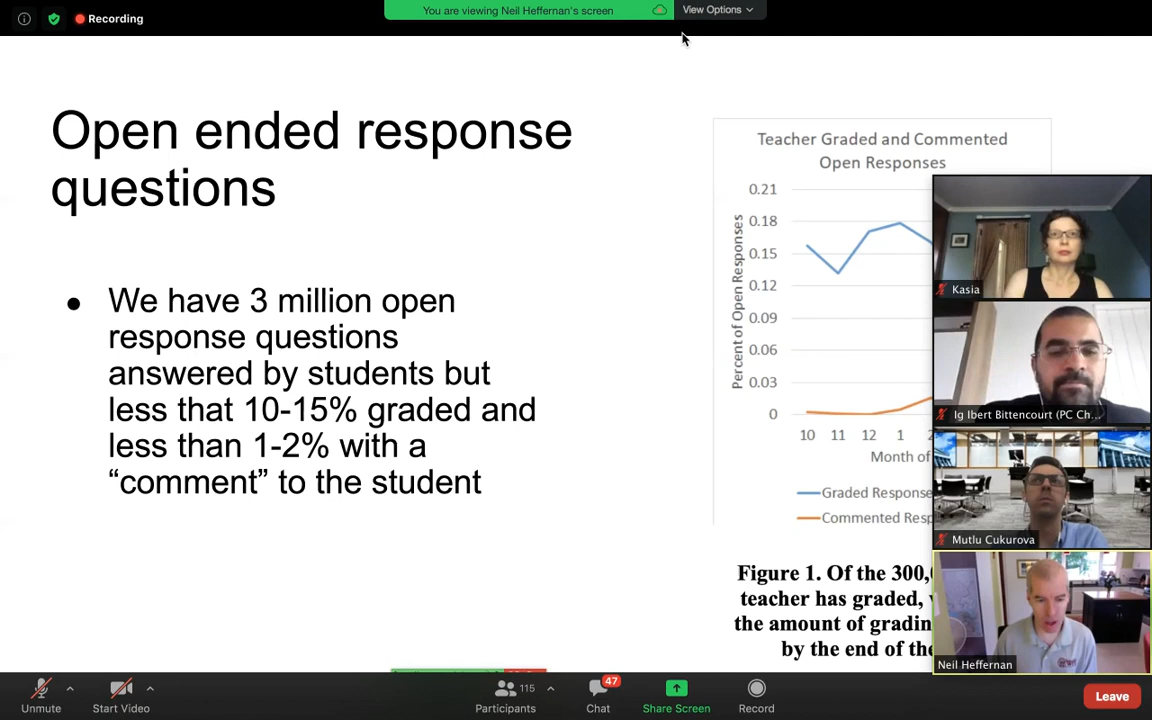 Recording
You are viewing Neil Heffernan's screen
View Options
Open ended response
questions
● We have 3 million open
response questions
answered by students but
less that 10-15% graded and
less than 1-2% with a
“comment” to the student
Teacher Graded and Commented
Open Responses
Percent of Open Responses
0.21
0.18
0.15
0.12
0.09
0.06
0.03
0
10 11 12 1
Month of
Graded Response
Commented Resp
Figure 1. Of the 300,
teacher has graded,
the amount of grading
by the end of the
Kasia
Ig Ibert Bittencourt (PC Ch...
Mutlu Cukurova
Neil Heffernan
Unmute
Start Video
115
Participants
47
Chat
Share Screen
Record
Leave